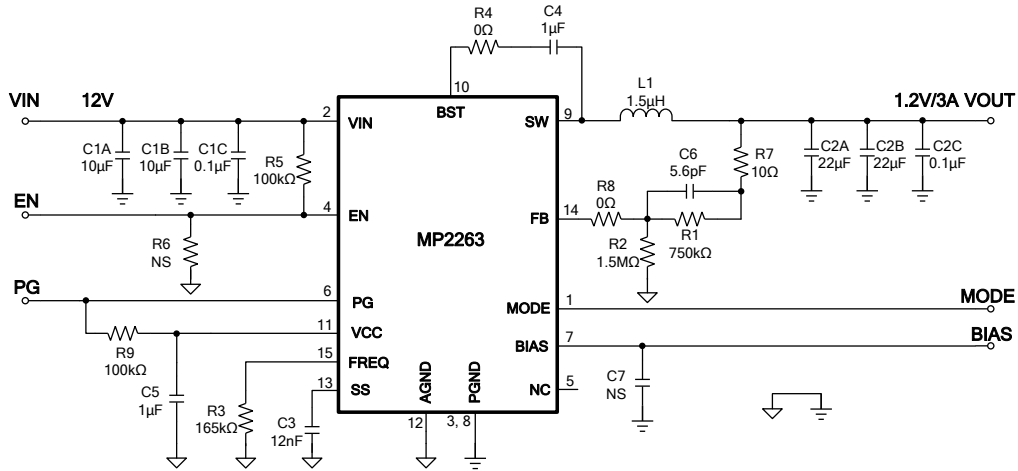 R4
0Ω
C4
1µF
10
BST
VIN 12V
2
VIN
C1A
10µF
C1B
10µF
C1C
0.1µF
R5
100kΩ
SW
9
L1
1.5µH
1.2V/3A VOUT
C6
5.6pF
R7
10Ω
C2A
22µF
C2B
22µF
C2C
0.1µF
EN
4
EN
R6
NS
MP2263
FB
14
R8
0Ω
R2
1.5MΩ
R1
750kΩ
PG
6
PG
MODE
1
MODE
11
VCC
R9
100kΩ
BIAS
7
BIAS
15
FREQ
13
SS
C5
1µF
R3
165kΩ
C3
12nF
AGND
PGND
12
3, 8
NC
5
C7
NS